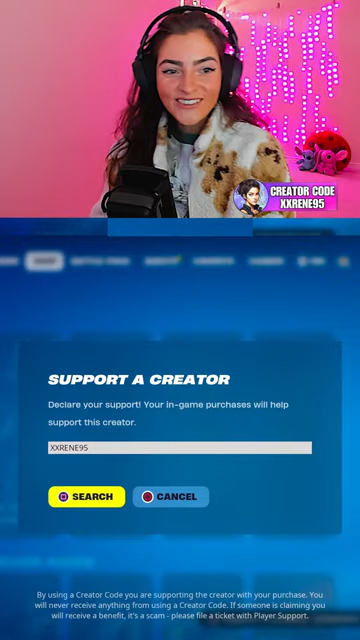 CREATOR CODE
XXRENE95
SUPPORT A CREATOR
Declare your support! Your in-game purchases will help
support this creator.
XXRENE95
SEARCH
CANCEL
By using a Creator Code you are supporting the creator with your purchase. You
will never receive anything from using a Creator Code. If someone is claiming you
will receive a benefit, it's a scam - please file a ticket with Player Support.